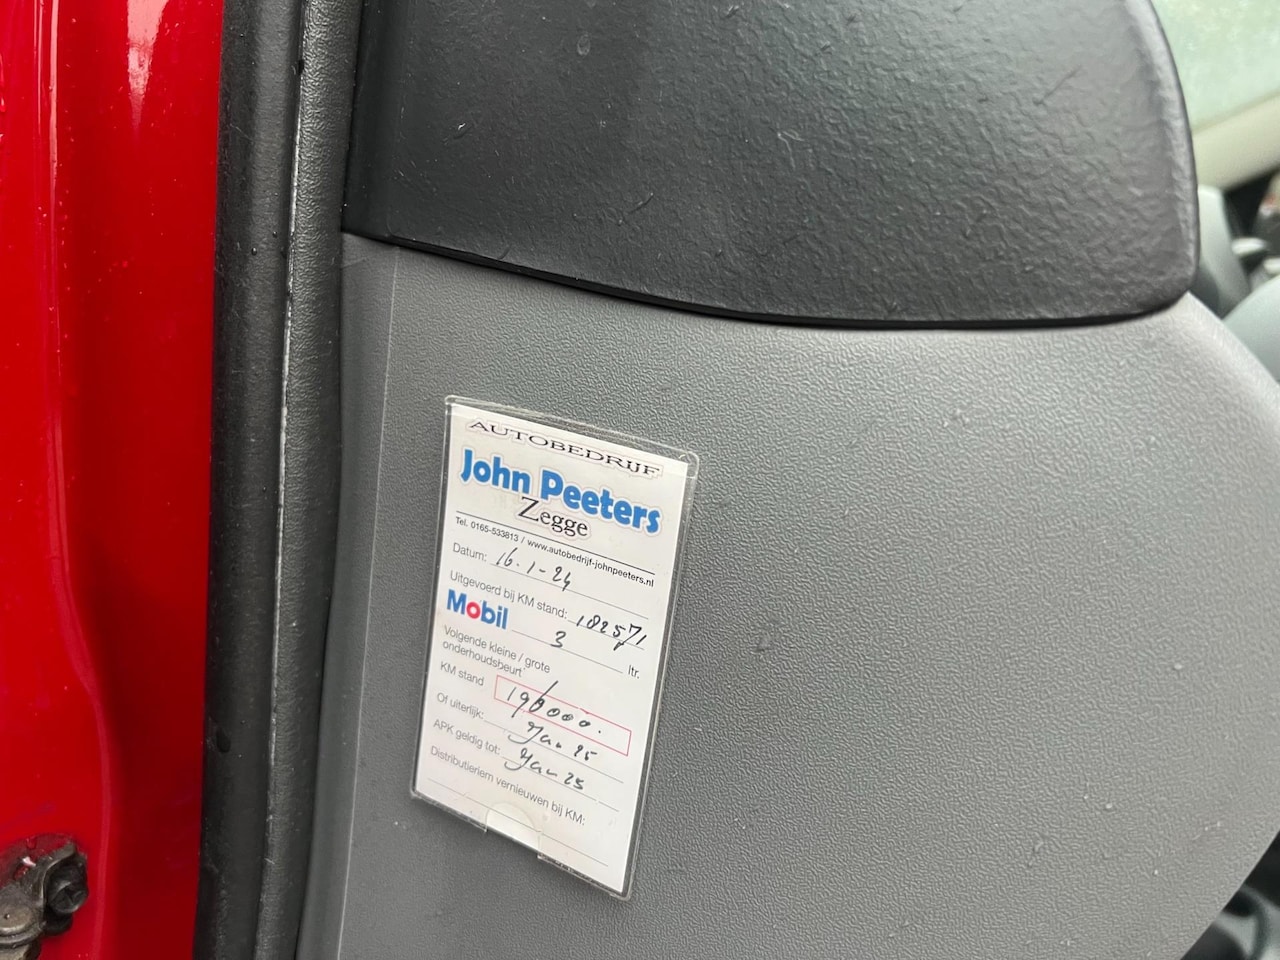 AUTOBEDRIJF
John Peeters
Zegge
Tel. 0165-533813 / www.autobedrijf-johnpeeters.nl
Datum: 16.1-24
Uitgevoerd bij KM stand: 182571
Mobil 3 ltr.
Volgende kleine / grote
onderhoudsbeurt
KM stand
Of uiterlijk: Jan 25
APK geldig tot: Jan 25
Distributieriem vernieuwen bij KM: